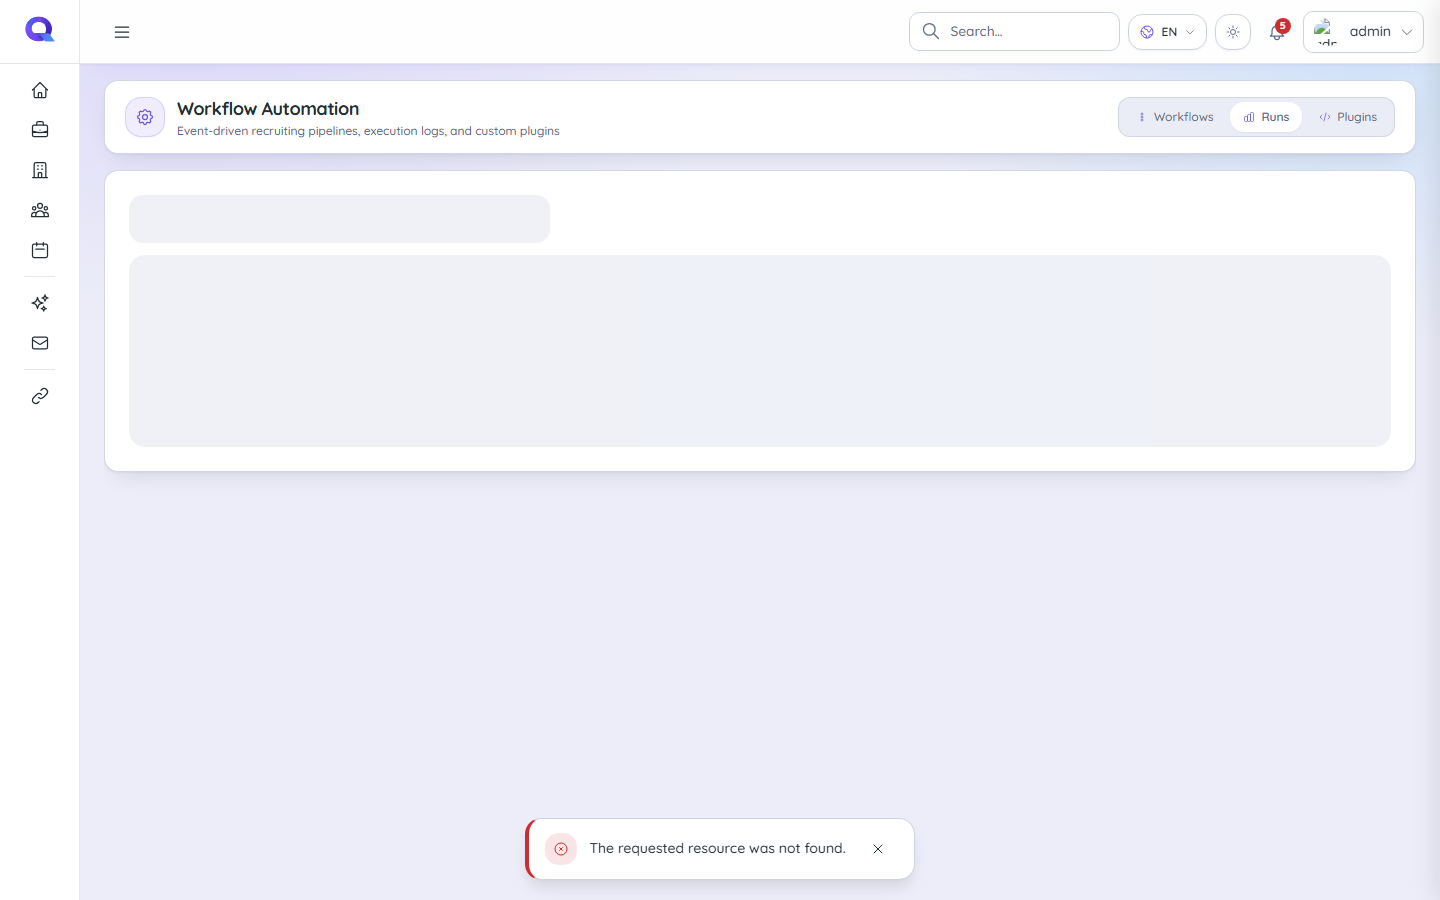 Search...
EN
5
admin
Workflow Automation
Event-driven recruiting pipelines, execution logs, and custom plugins
Workflows
Runs
Plugins
The requested resource was not found.